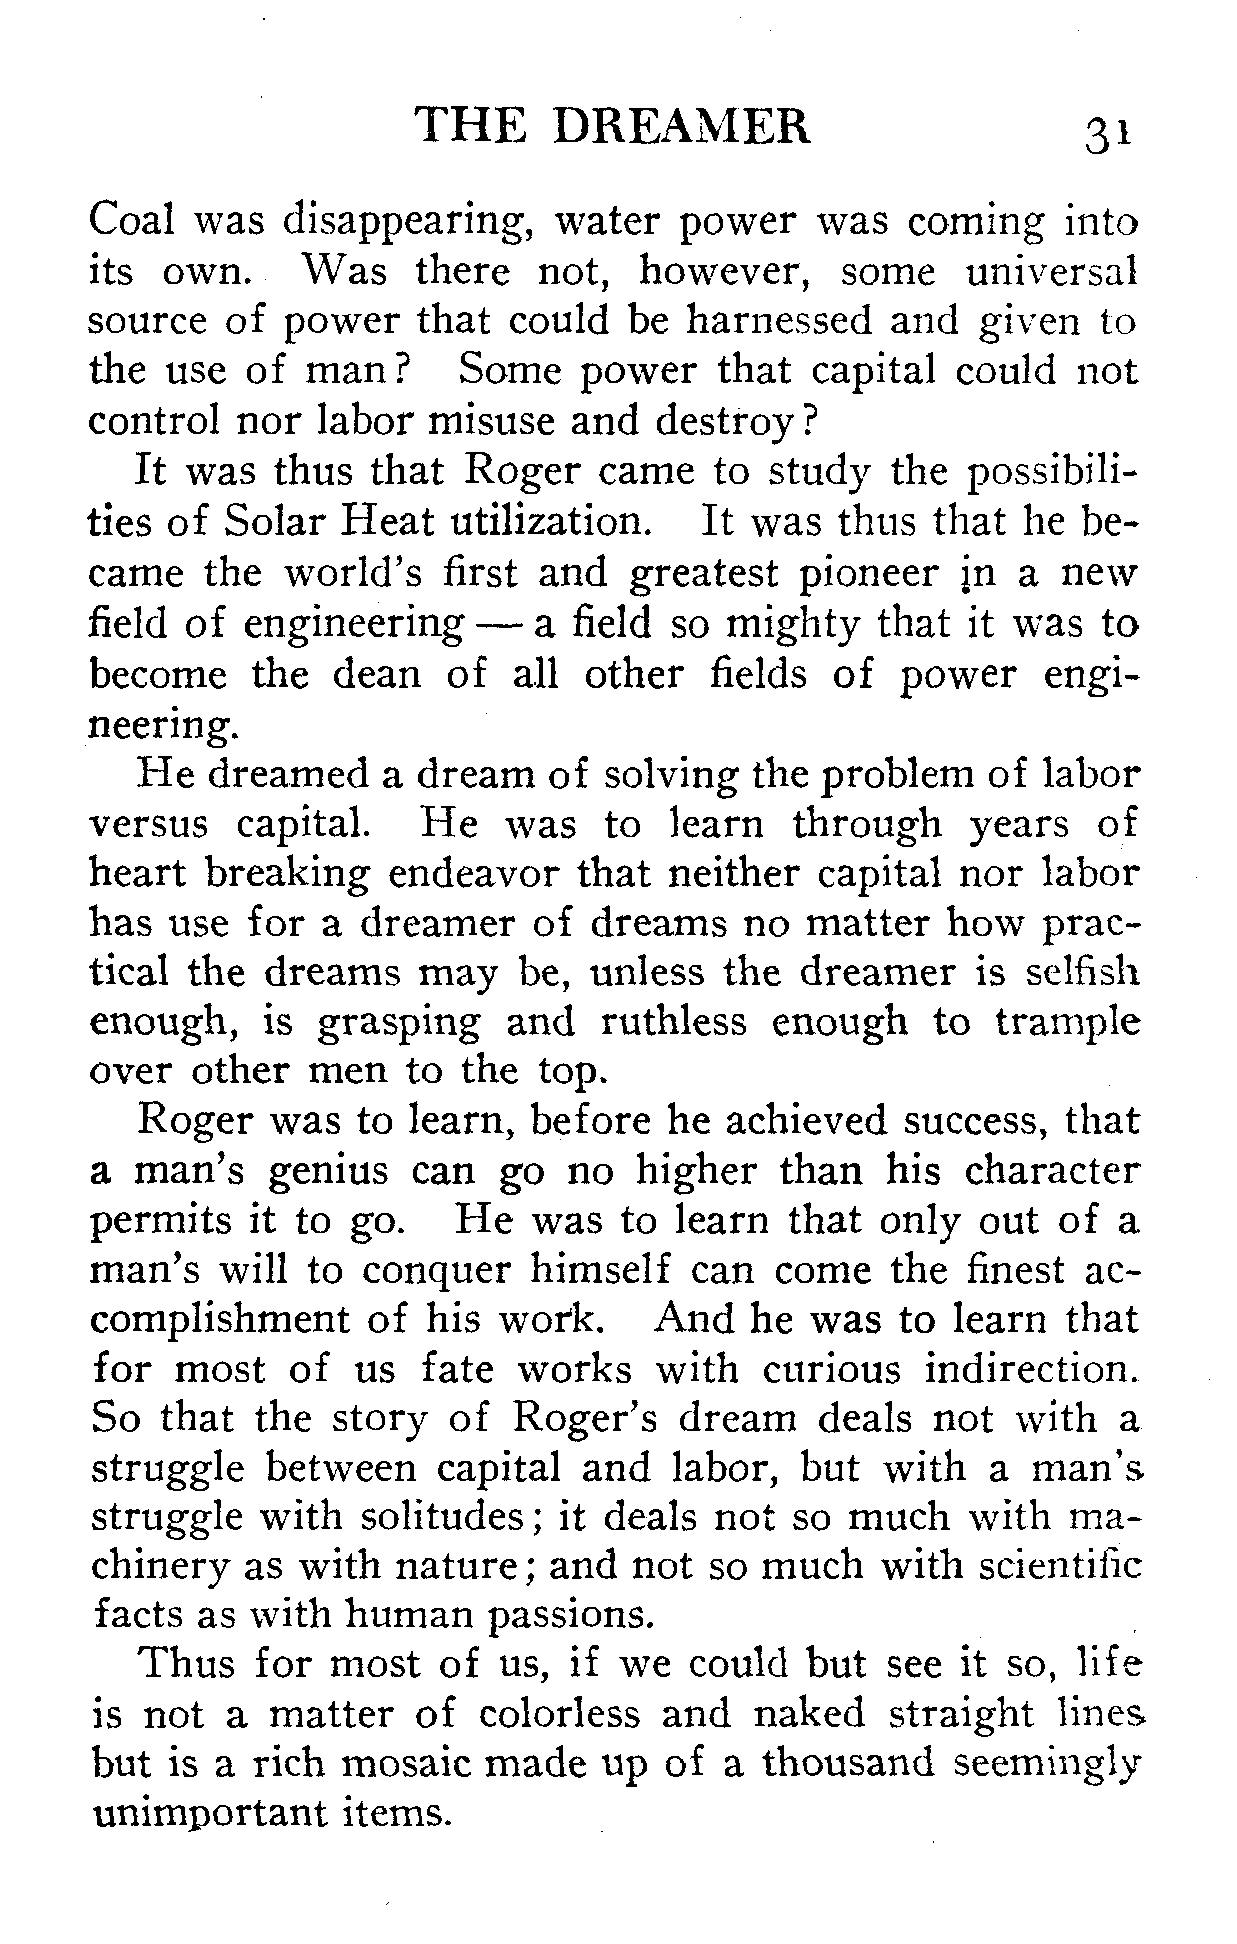 THE DREAMER 31
Coal was disappearing, water power was coming into
its own. Was there not, however, some universal
source of power that could be harnessed and given to
the use of man? Some power that capital could not
control nor labor misuse and destroy?
It was thus that Roger came to study the possibili-
ties of Solar Heat utilization. It was thus that he be-
came the world's first and greatest pioneer in a new
field of engineering — a field so mighty that it was to
become the dean of all other fields of power engi-
neering.
He dreamed a dream of solving the problem of labor
versus capital. He was to learn through years of
heart breaking endeavor that neither capital nor labor
has use for a dreamer of dreams no matter how prac-
tical the dreams may be, unless the dreamer is selfish
enough, is grasping and ruthless enough to trample
over other men to the top.
Roger was to learn, before he achieved success, that
a man's genius can go no higher than his character
permits it to go. He was to learn that only out of a
man's will to conquer himself can come the finest ac-
complishment of his work. And he was to learn that
for most of us fate works with curious indirection.
So that the story of Roger's dream deals not with a
struggle between capital and labor, but with a man's
struggle with solitudes; it deals not so much with ma-
chinery as with nature; and not so much with scientific
facts as with human passions.
Thus for most of us, if we could but see it so, life
is not a matter of colorless and naked straight lines
but is a rich mosaic made up of a thousand seemingly
unimportant items.